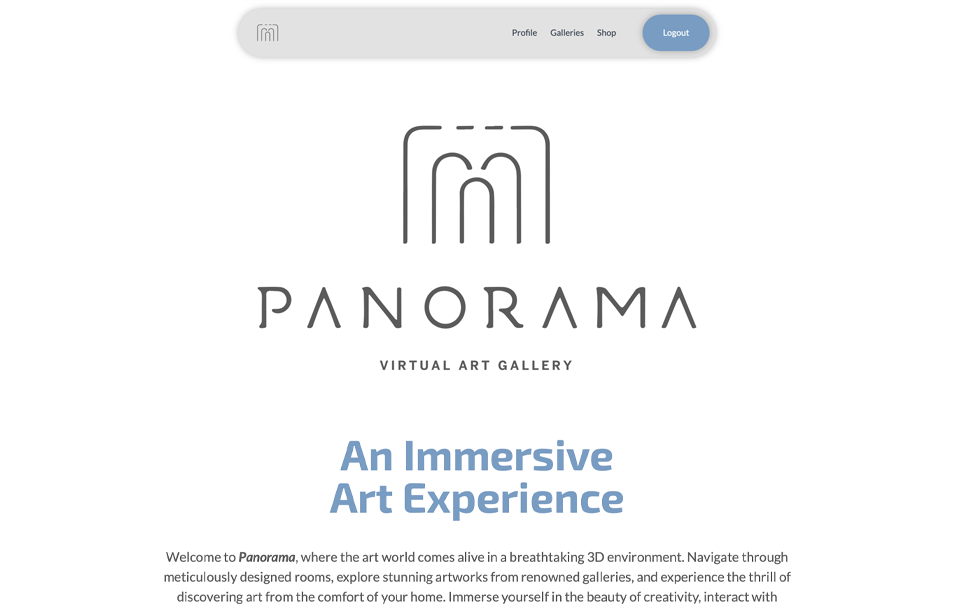 Profile Galleries Shop Logout
PANORAMA
VIRTUAL ART GALLERY
An Immersive
Art Experience
Welcome to Panorama, where the art world comes alive in a breathtaking 3D environment. Navigate through
meticulously designed rooms, explore stunning artworks from renowned galleries, and experience the thrill of
discovering art from the comfort of your home. Immerse yourself in the beauty of creativity, interact with